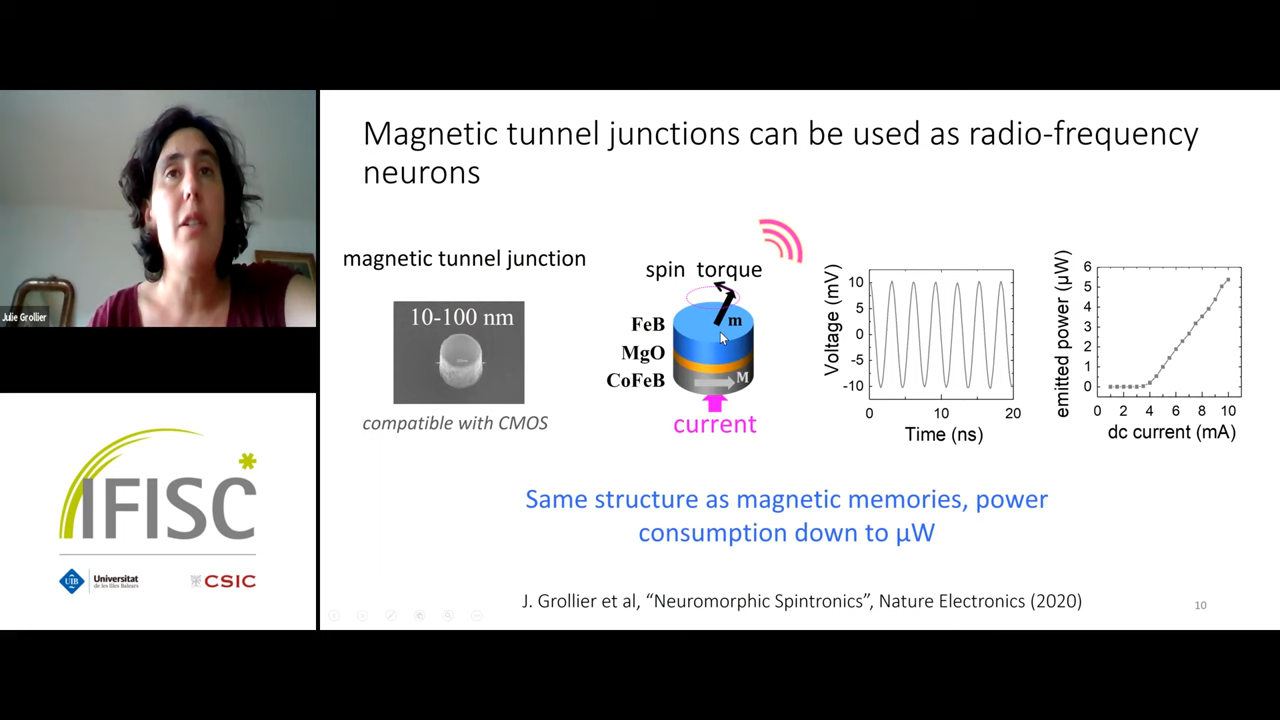 Magnetic tunnel junctions can be used as radio-frequency
neurons
magnetic tunnel junction
10-100 nm
compatible with CMOS
spin torque
m
FeB
MgO
CoFeB
M
current
Voltage (mV)
10
5
0
-5
-10
0
10
20
Time (ns)
emitted power (µW)
6
5
4
3
2
1
0
0
2
4
6
8
10
dc current (mA)
Same structure as magnetic memories, power
consumption down to µW
J. Grollier et al, “Neuromorphic Spintronics”, Nature Electronics (2020)
10
Julie Grollier
IFISC
UIB
Universitat
de les Illes Balears
CSIC